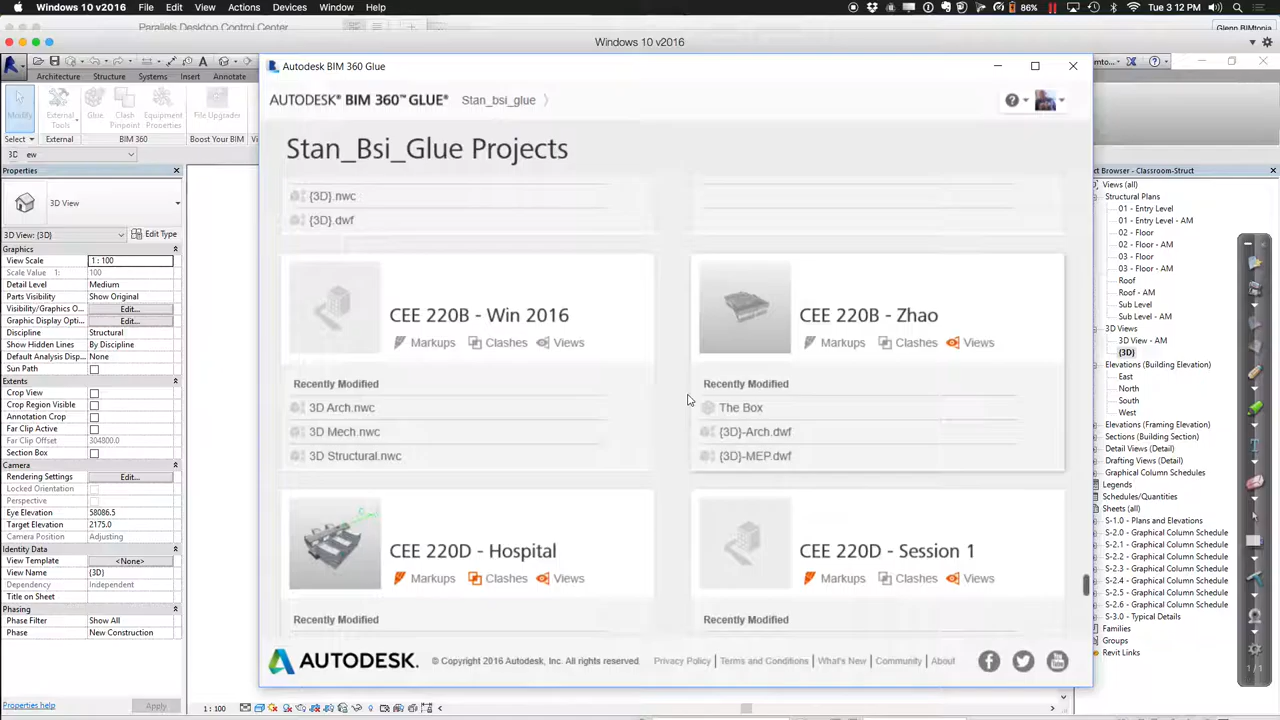 Windows 10 v2016 File Edit View Actions Devices Window Help
86% Tue 3:12 PM
Parallels Desktop Control Center
Glenn BIMtopia
Windows 10 v2016
Architecture Structure Systems Insert Annotate
Modify External Tools Glue Clash Pinpoint Equipment Properties File Upgrader
Select External BIM 360 Boost Your BIM
Autodesk BIM 360 Glue
AUTODESK® BIM 360™ GLUE® Stan_bsi_glue
Stan_Bsi_Glue Projects
{3D}.nwc
{3D}.dwf
CEE 220B - Win 2016
Markups Clashes Views
Recently Modified
3D Arch.nwc
3D Mech.nwc
3D Structural.nwc
CEE 220B - Zhao
Markups Clashes Views
Recently Modified
The Box
{3D}-Arch.dwf
{3D}-MEP.dwf
CEE 220D - Hospital
Markups Clashes Views
Recently Modified
CEE 220D - Session 1
Markups Clashes Views
Recently Modified
AUTODESK. © Copyright 2016 Autodesk, Inc. All rights reserved. Privacy Policy | Terms and Conditions | What's New | Community | About
Properties
3D View
3D View: {3D} Edit Type
Graphics
View Scale 1 : 100
Scale Value 1: 100
Detail Level Medium
Parts Visibility Show Original
Visibility/Graphics O... Edit...
Graphic Display Opti... Edit...
Discipline Structural
Show Hidden Lines By Discipline
Default Analysis Disp... None
Sun Path
Extents
Crop View
Crop Region Visible
Annotation Crop
Far Clip Active
Far Clip Offset 304800.0
Section Box
Camera
Rendering Settings Edit...
Locked Orientation
Perspective
Eye Elevation 58086.5
Target Elevation 2175.0
Camera Position Adjusting
Identity Data
View Template <None>
View Name {3D}
Dependency Independent
Title on Sheet
Phasing
Phase Filter Show All
Phase New Construction
Properties help Apply
1 : 100
ct Browser - Classroom-Struct
Views (all)
Structural Plans
01 - Entry Level
01 - Entry Level - AM
02 - Floor
02 - Floor - AM
03 - Floor
03 - Floor - AM
Roof
Roof - AM
Sub Level
Sub Level - AM
3D Views
3D View - AM
{3D}
Elevations (Building Elevation)
East
North
South
West
Elevations (Framing Elevation)
Sections (Building Section)
Detail Views (Detail)
Drafting Views (Detail)
Graphical Column Schedules
Legends
Schedules/Quantities
Sheets (all)
S-1.0 - Plans and Elevations
S-2.0 - Graphical Column Schedule
S-2.1 - Graphical Column Schedule
S-2.2 - Graphical Column Schedule
S-2.3 - Graphical Column Schedule
S-2.4 - Graphical Column Schedule
S-2.5 - Graphical Column Schedule
S-2.6 - Graphical Column Schedule
S-3.0 - Typical Details
Families
Groups
Revit Links
1 / 1